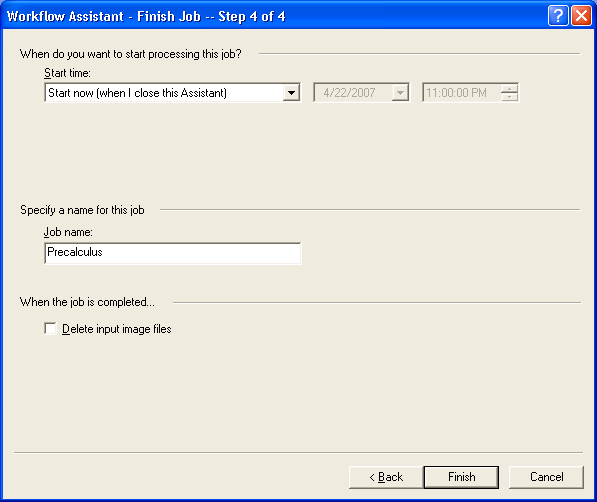 Workflow Assistant - Finish Job -- Step 4 of 4
When do you want to start processing this job?
Start time:
Start now (when I close this Assistant) 4/22/2007 11:00:00 PM
Specify a name for this job
Job name:
Precalculus
When the job is completed...
Delete input image files
< Back Finish Cancel